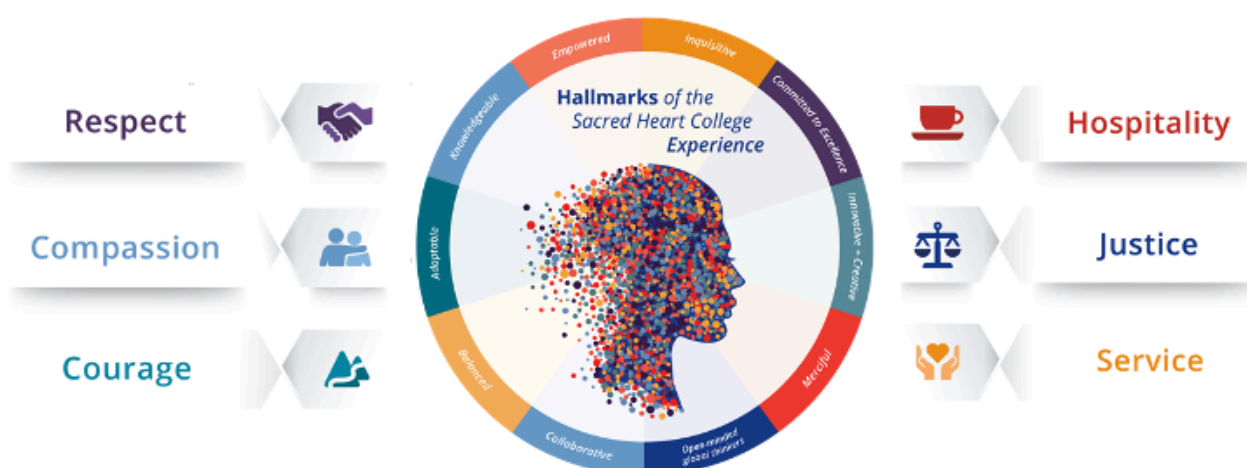 Respect
Compassion
Courage
Hallmarks of the
Sacred Heart College
Experience
Empowered
Inquisitive
Committed to Excellence
Innovative + Creative
Merciful
Open-minded
global thinkers
Collaborative
Balanced
Adaptable
Knowledgeable
Hospitality
Justice
Service